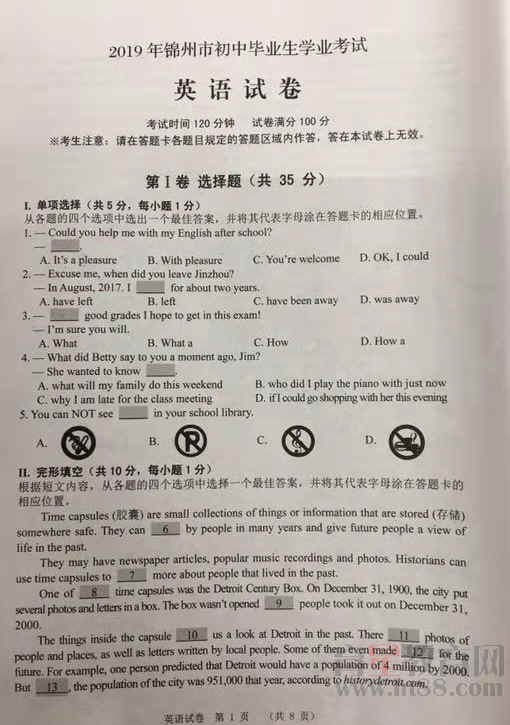 2019 年锦州市初中毕业生学业考试
英 语 试 卷
考试时间 120 分钟 试卷满分 100 分
※考生注意：请在答题卡各题目规定的答题区域内作答，答在本试卷上无效。
第Ⅰ卷 选择题（共 35 分）
I. 单项选择（共 5 分，每小题 1 分）
从各题的四个选项中选出一个最佳答案，并将其代表字母涂在答题卡的相应位置。
1. — Could you help me with my English after school?
— ____.
A. It's a pleasure B. With pleasure C. You're welcome D. OK, I could
2. — Excuse me, when did you leave Jinzhou?
— In August, 2017. I ____ for about two years.
A. have left B. left C. have been away D. was away
3. — ____ good grades I hope to get in this exam!
— I'm sure you will.
A. What B. What a C. How D. How a
4. — What did Betty say to you a moment ago, Jim?
— She wanted to know ____.
A. what will my family do this weekend B. who did I play the piano with just now
C. why I am late for the class meeting D. if I could go shopping with her this evening
5. You can NOT see ____ in your school library.
A. B. P C. D.
II. 完形填空（共 10 分，每小题 1 分）
根据短文内容，从各题的四个选项中选择一个最佳答案，并将其代表字母涂在答题卡的
相应位置。
Time capsules (胶囊) are small collections of things or information that are stored (存储)
somewhere safe. They can 6 by people in many years and give future people a view of
life in the past.
They may have newspaper articles, popular music recordings and photos. Historians can
use time capsules to 7 more about people that lived in the past.
One of 8 time capsules was the Detroit Century Box. On December 31, 1900, the city put
several photos and letters in a box. The box wasn't opened 9 people took it out on December 31,
2000.
The things inside the capsule 10 us a look at Detroit in the past. There 11 photos of
people and places, as well as letters written by local people. Some of them even made 12 for the
future. For example, one person predicted that Detroit would have a population of 4 million by 2000.
But 13, the population of the city was 951,000 that year, according to historydetroit.com.
英语试卷 第 1 页 （共 8 页）